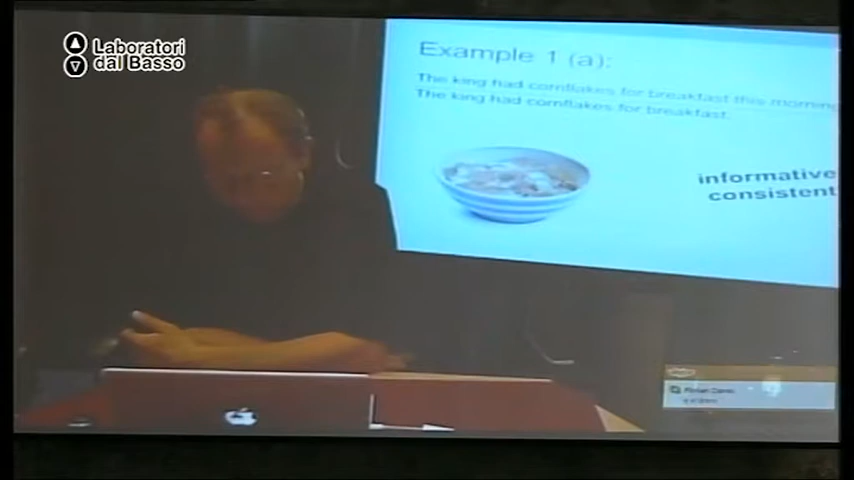 Laboratori
dal Basso
Example 1 (a):
The king had cornflakes for breakfast this morning
The king had cornflakes for breakfast.
informative
consistent